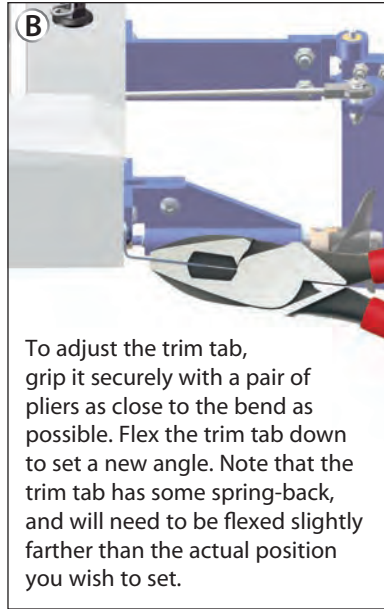 B
To adjust the trim tab,
grip it securely with a pair of
pliers as close to the bend as
possible. Flex the trim tab down
to set a new angle. Note that the
trim tab has some spring-back,
and will need to be flexed slightly
farther than the actual position
you wish to set.